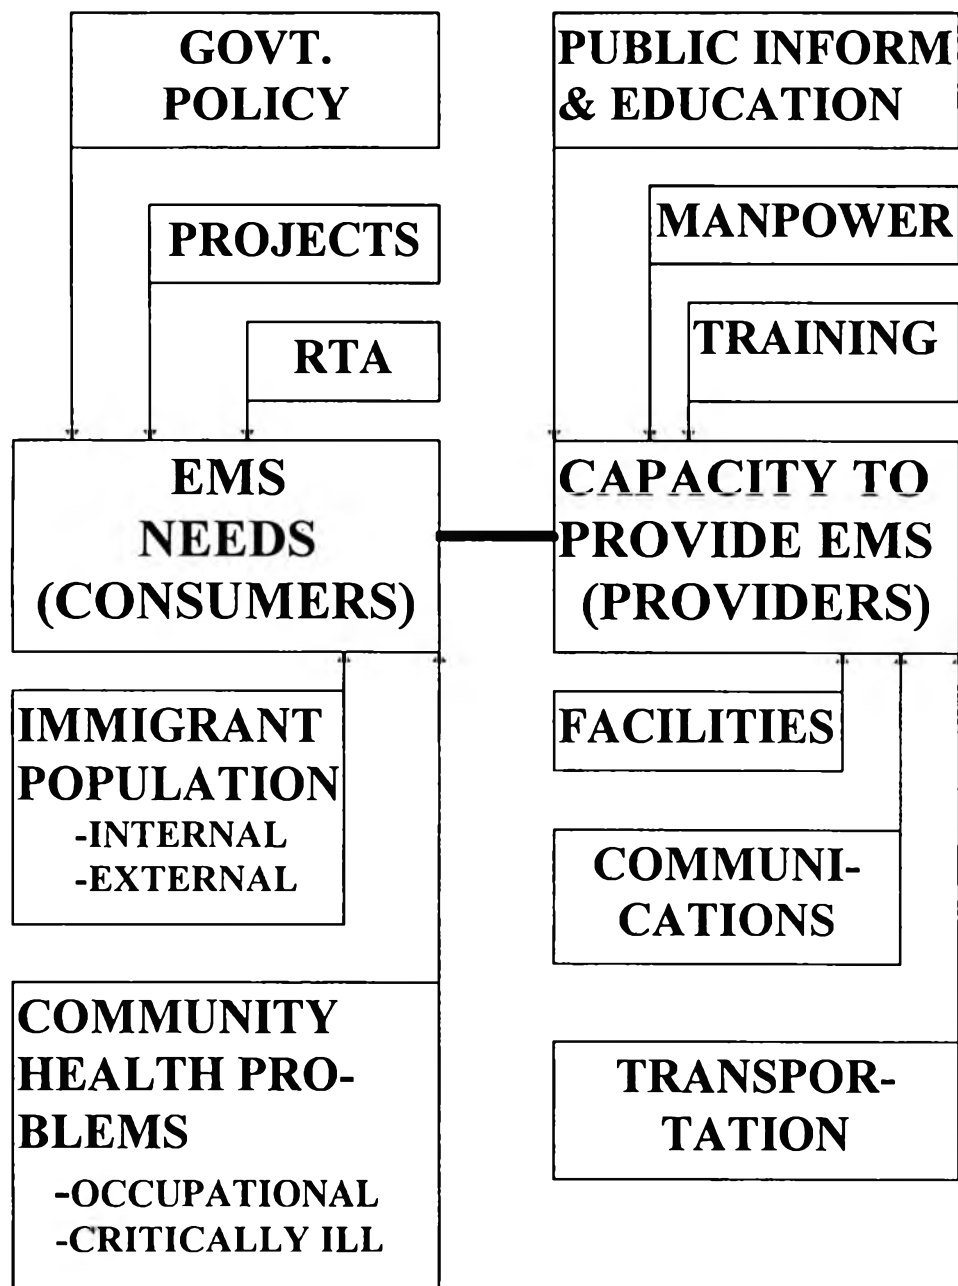 GOVT.
POLICY
PROJECTS
RTA
EMS
NEEDS
(CONSUMERS)
IMMIGRANT
POPULATION
-INTERNAL
-EXTERNAL
COMMUNITY
HEALTH PRO-
BLEMS
-OCCUPATIONAL
-CRITICALLY ILL
PUBLIC INFORM
& EDUCATION
MANPOWER
TRAINING
CAPACITY TO
PROVIDE EMS
(PROVIDERS)
FACILITIES
COMMUNI-
CATIONS
TRANSPOR-
TATION